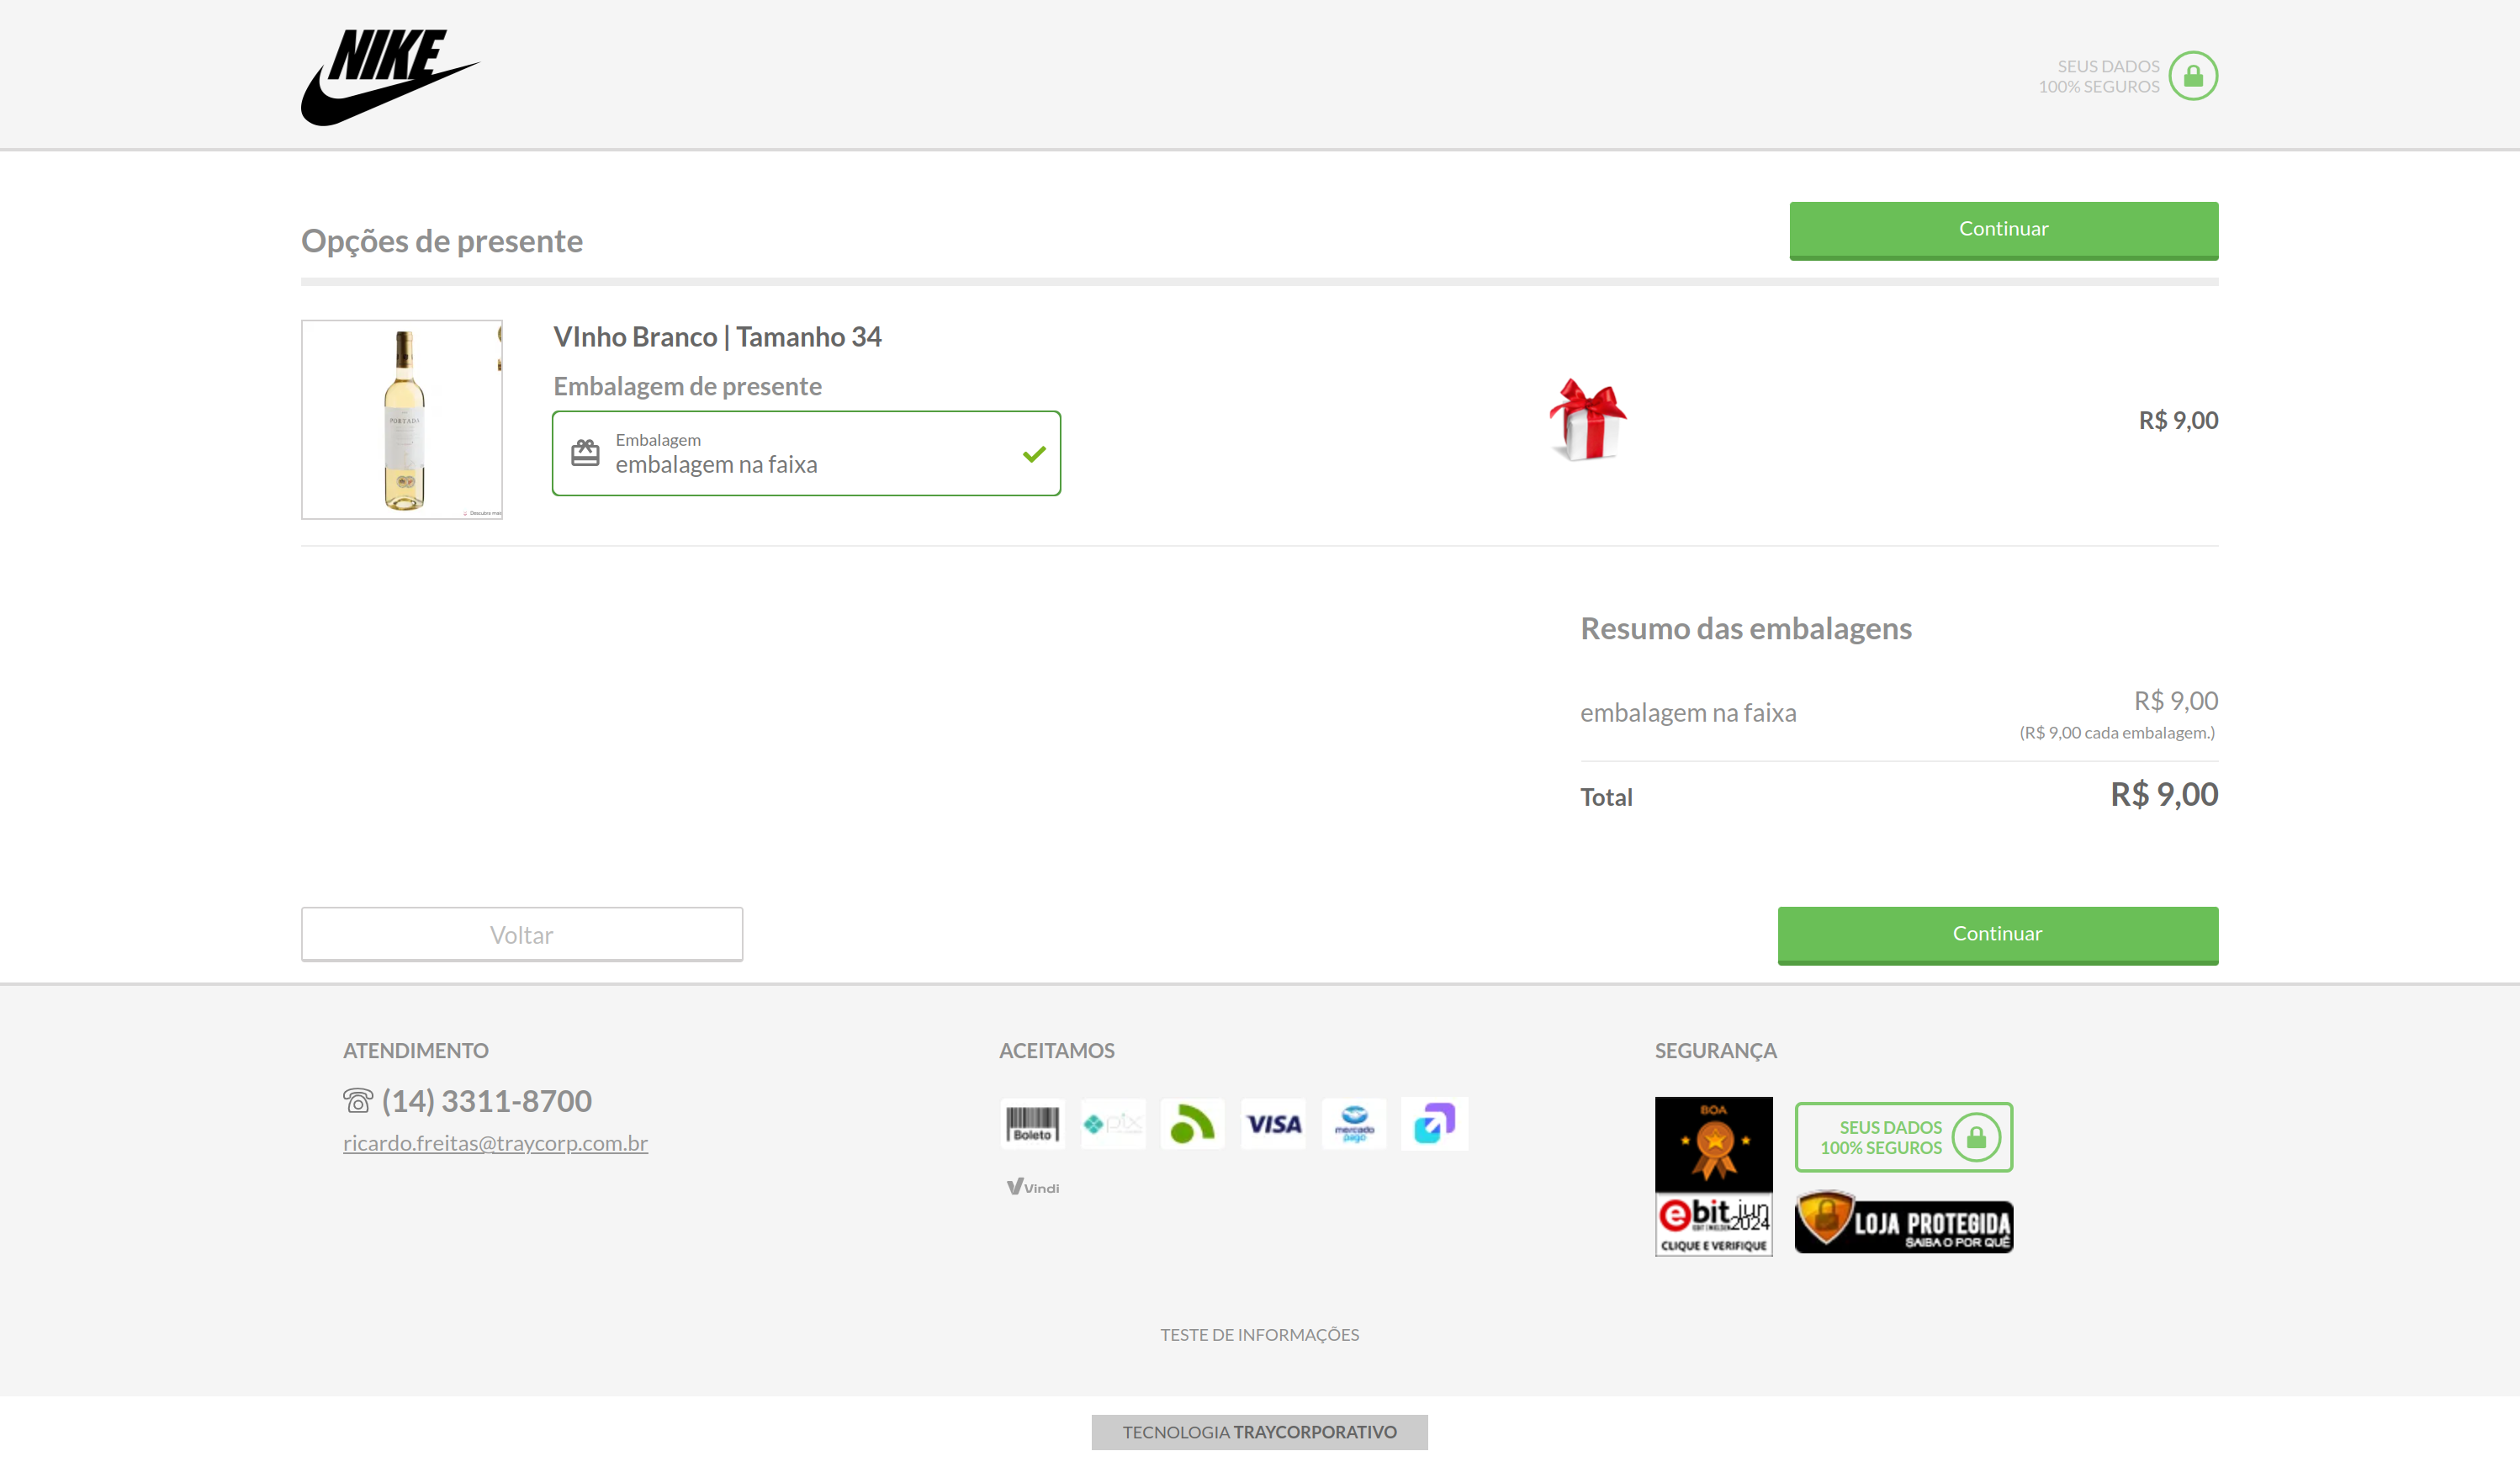 NIKE
SEUS DADOS
100% SEGUROS
Opções de presente
Continuar
VInho Branco | Tamanho 34
Embalagem de presente
PORTADA
Embalagem
embalagem na faixa
R$ 9,00
Descubra mais
Resumo das embalagens
embalagem na faixa
R$ 9,00
(R$ 9,00 cada embalagem.)
Total
R$ 9,00
Voltar
Continuar
ATENDIMENTO
(14) 3311-8700
ricardo.freitas@traycorp.com.br
ACEITAMOS
Boleto
pix
VISA
mercado
pago
Vindi
SEGURANÇA
BOA
ebit
jun
2024
CLIQUE E VERIFIQUE
SEUS DADOS
100% SEGUROS
LOJA PROTEGIDA
SAIBA O POR QUÊ
TESTE DE INFORMAÇÕES
TECNOLOGIA TRAYCORPORATIVO